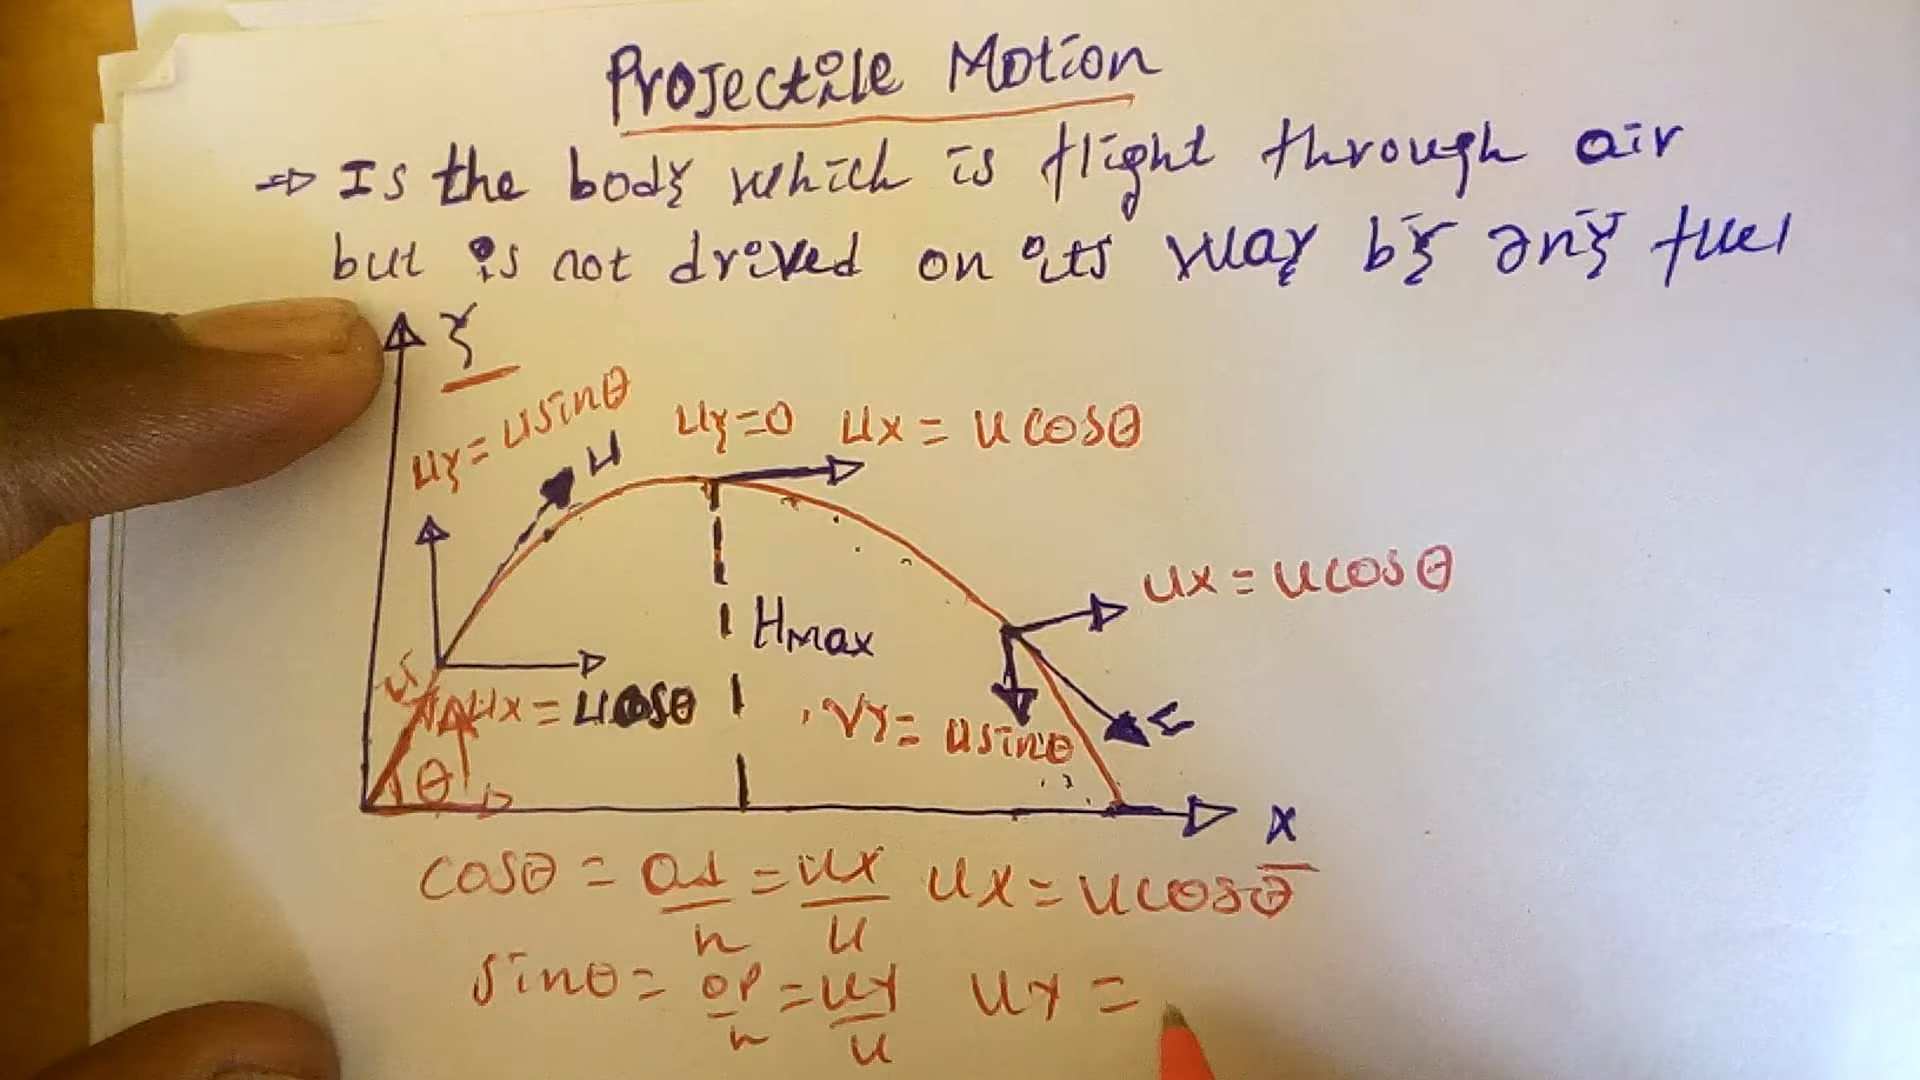 Projectile Motion
⇒ Is the body which is flight through air
but is not drived on its way by any fuel
y
uy = usinθ
u
uy=0 ux = ucosθ
ux = ucosθ
Hmax
u
ux = ucosθ
Vy = usinθ
u
θ
x
cosθ = ad/h = ux/u ux = ucosθ
sinθ = op/h = uy/u uy =